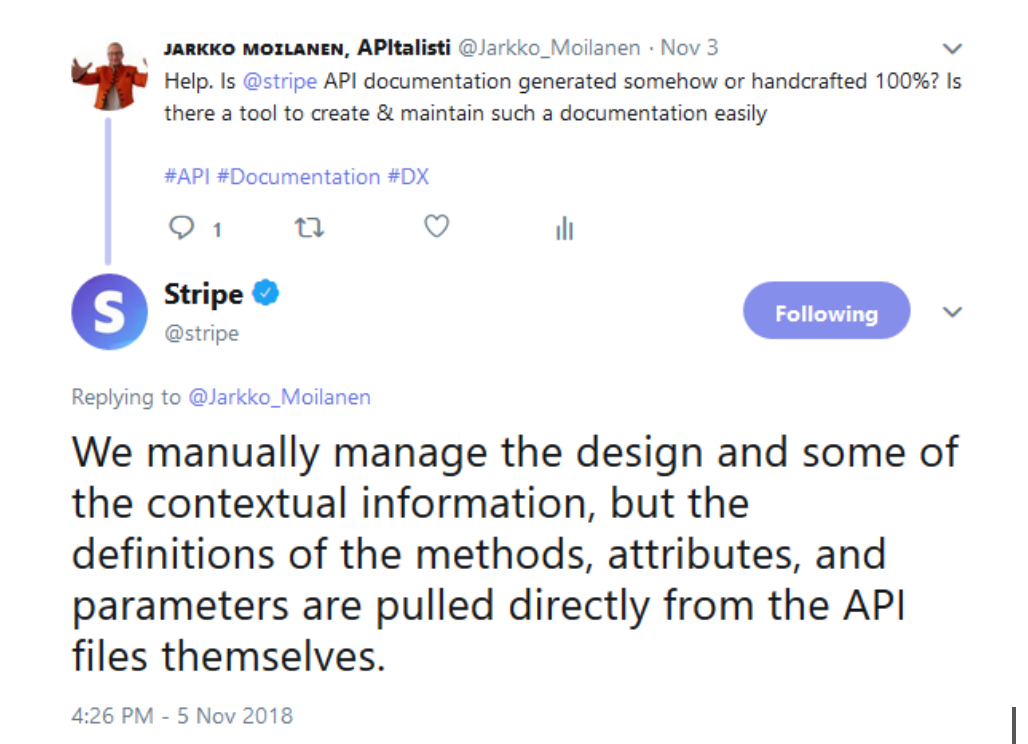 JARKKO MOILANEN, APItalisti @Jarkko_Moilanen · Nov 3
Help. Is @stripe API documentation generated somehow or handcrafted 100%? Is
there a tool to create & maintain such a documentation easily
#API #Documentation #DX
1
S
Stripe
@stripe
Following
Replying to @Jarkko_Moilanen
We manually manage the design and some of
the contextual information, but the
definitions of the methods, attributes, and
parameters are pulled directly from the API
files themselves.
4:26 PM - 5 Nov 2018